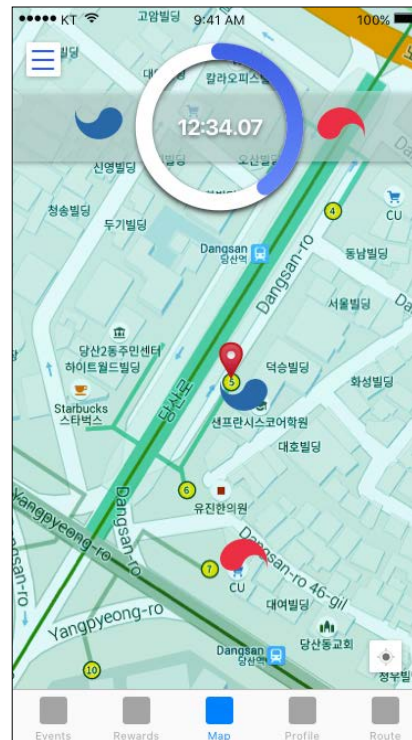 KT 9:41 AM 100%
고암빌딩
칼라오피스빌
12:34.07
신영빌딩
오산빌딩
청송빌딩
두기빌딩
4
CU
Dangsan
당산역
Dangsan-ro
동남빌딩
서울빌딩
당산2동주민센터
하이트월드빌딩
덕승빌딩
5
화성빌딩
Starbucks
스타벅스
당산로
샌프란시스코어학원
대호빌딩
6
유진한의원
Yangpyeong-ro
Dangsan-ro
7
CU
Dangsan-ro 46-gil
대여빌딩
Yangpyeong-ro
Dangsan-ro
당산동교회
Dangsan
당산역
10
청우빌
Events Rewards Map Profile Route